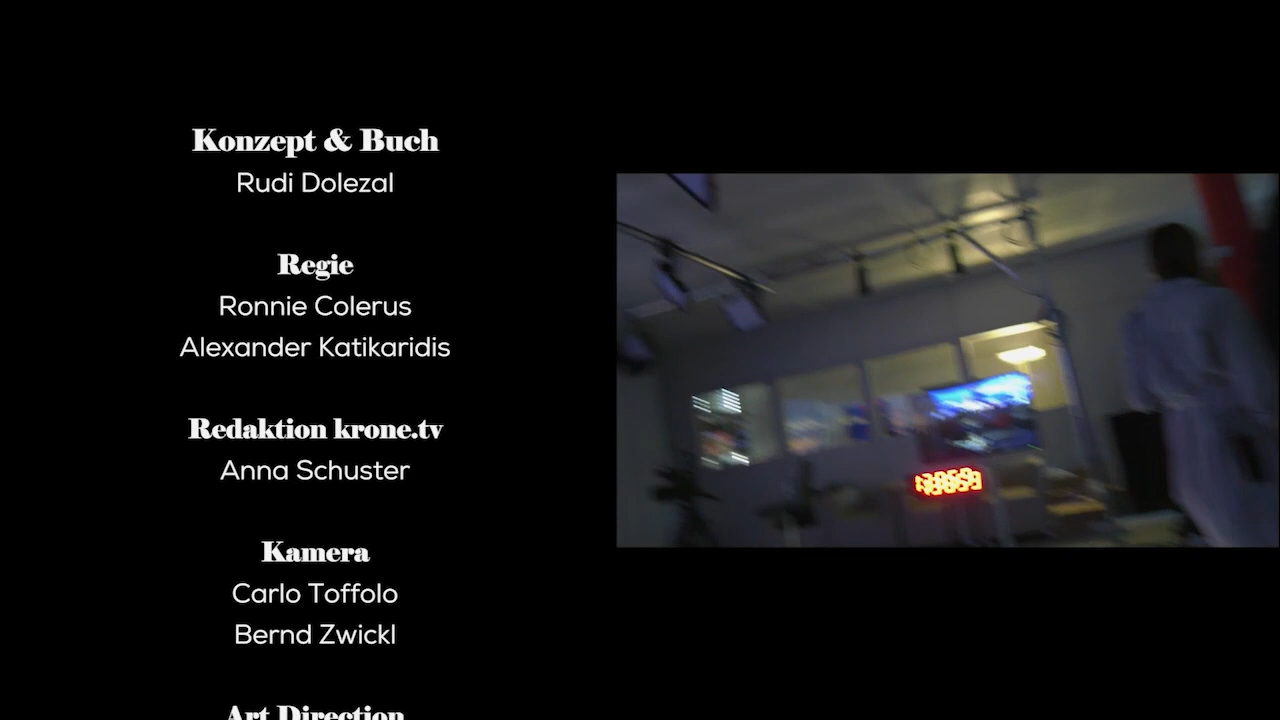 Konzept & Buch
Rudi Dolezal
Regie
Ronnie Colerus
Alexander Katikaridis
Redaktion krone.tv
Anna Schuster
Kamera
Carlo Toffolo
Bernd Zwickl
Art Direction